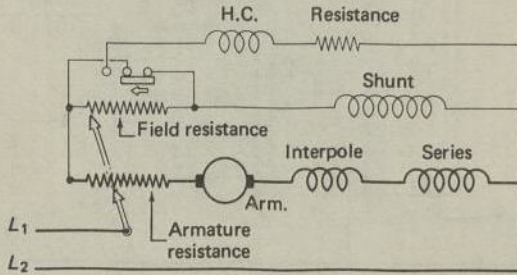 H.C.
Resistance
Shunt
Field resistance
Interpole
Series
Arm.
Armature
resistance
L₁
L₂